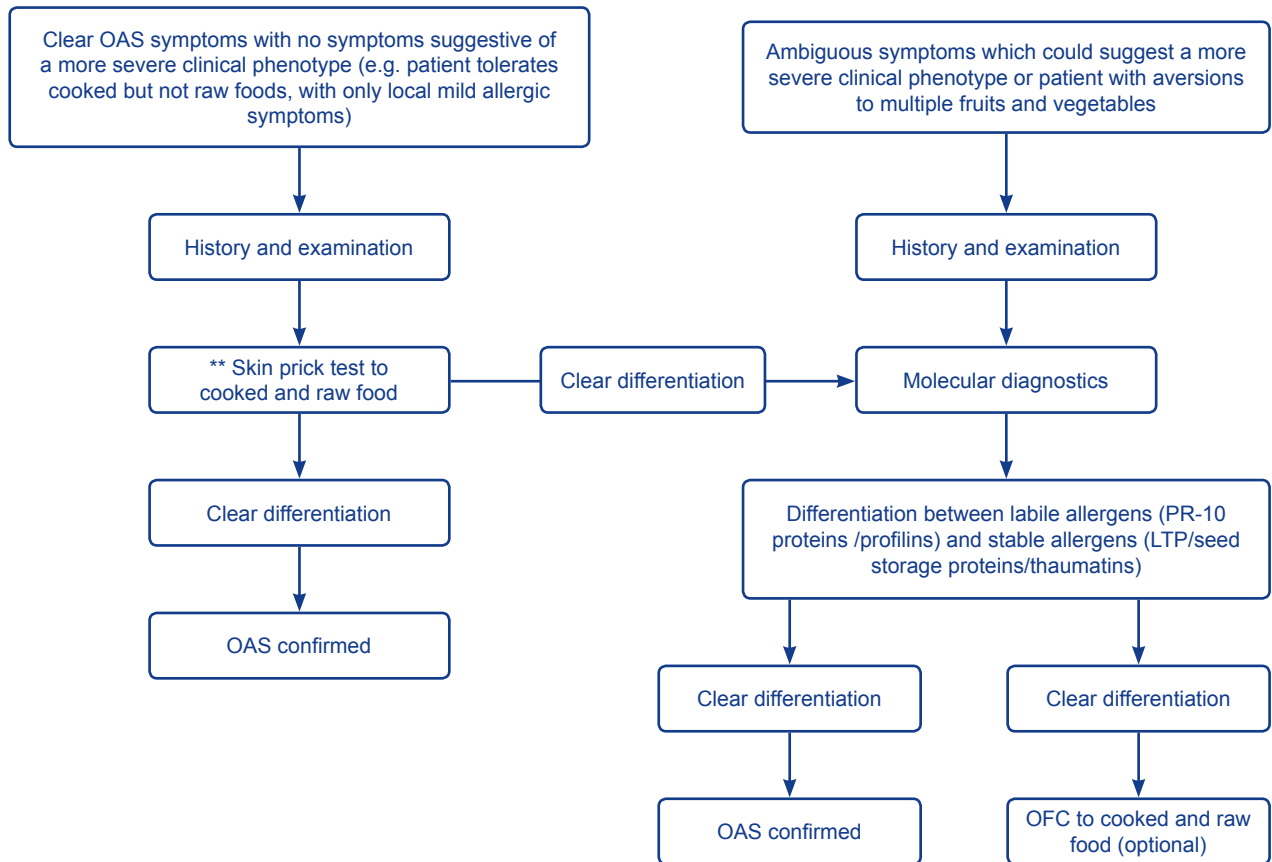 Clear OAS symptoms with no symptoms suggestive of
a more severe clinical phenotype (e.g. patient tolerates
cooked but not raw foods, with only local mild allergic
symptoms)
Ambiguous symptoms which could suggest a more
severe clinical phenotype or patient with aversions
to multiple fruits and vegetables
History and examination
History and examination
** Skin prick test to
cooked and raw food
Clear differentiation
Molecular diagnostics
Clear differentiation
Differentiation between labile allergens (PR-10
proteins /profilins) and stable allergens (LTP/seed
storage proteins/thaumatins)
OAS confirmed
Clear differentiation
Clear differentiation
OAS confirmed
OFC to cooked and raw
food (optional)